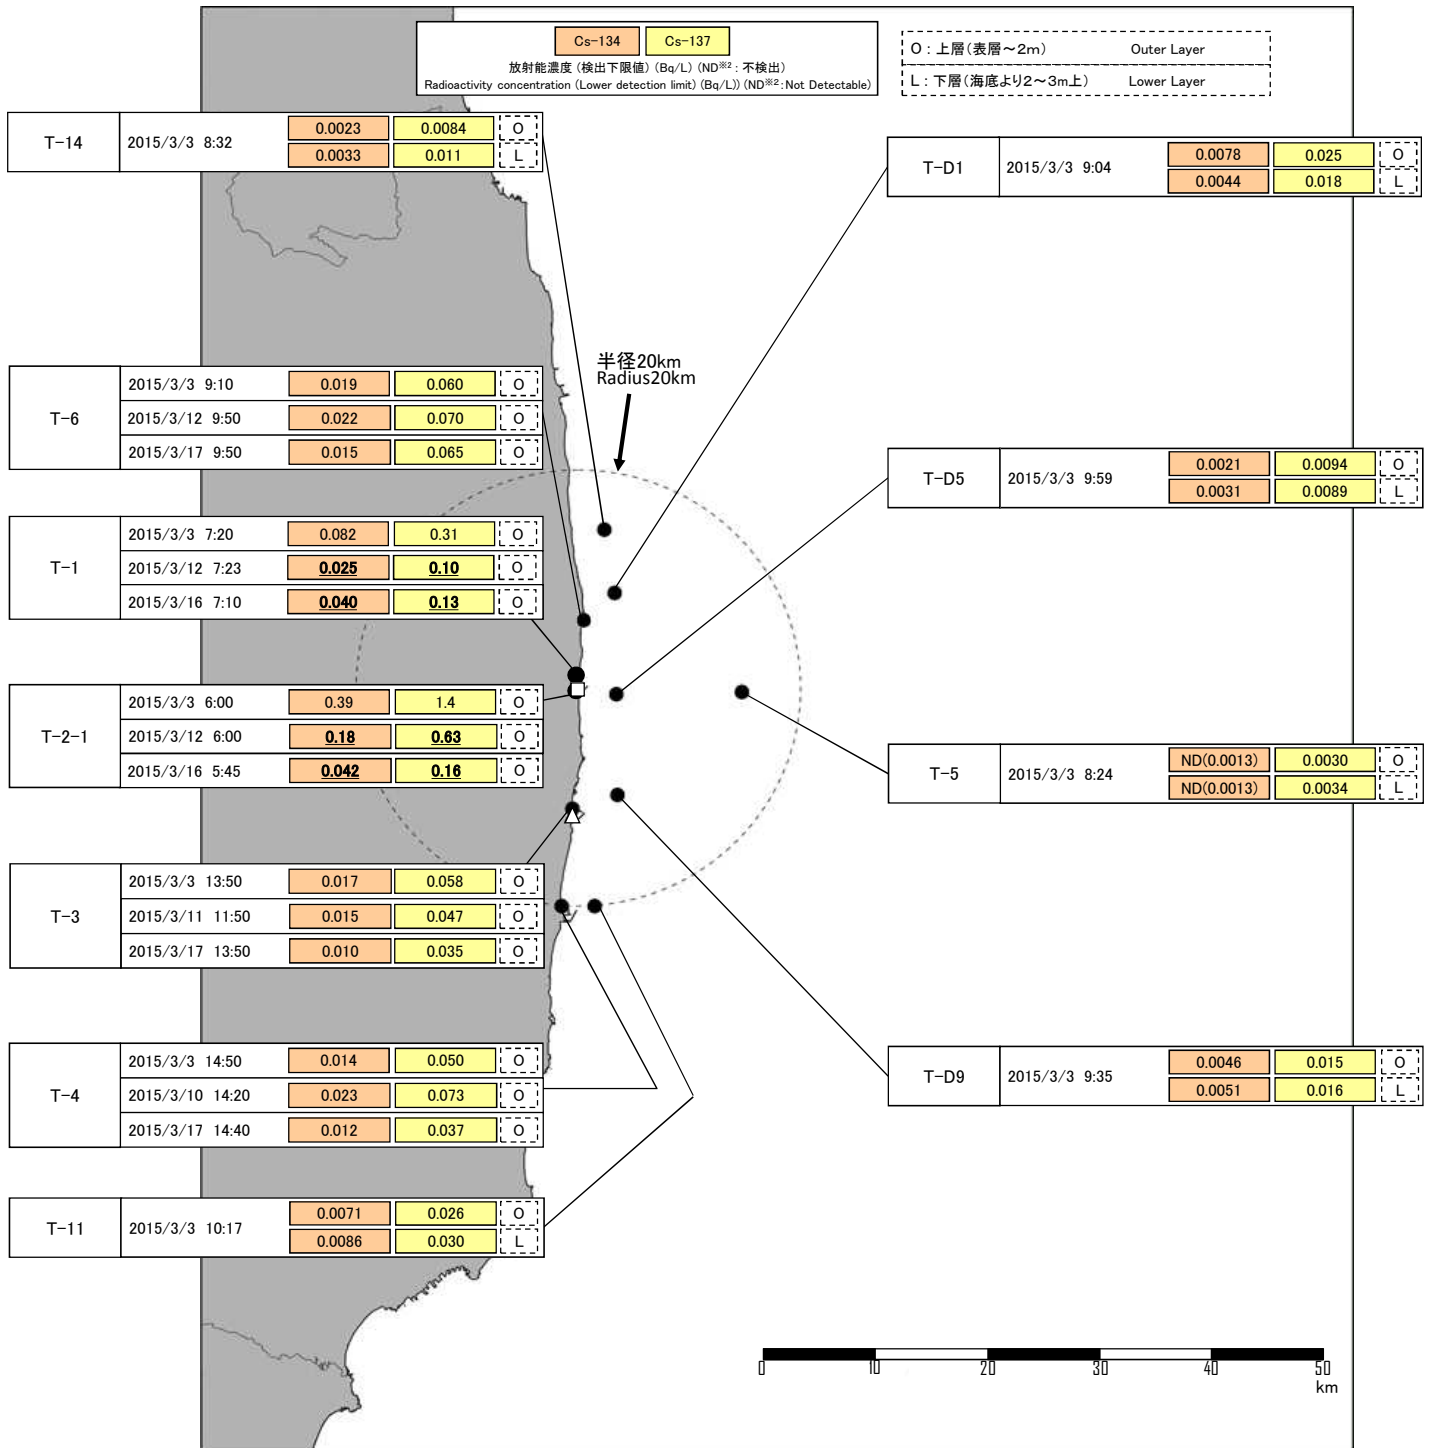 Cs-134 Cs-137
放射能濃度 (検出下限値) (Bq/L) (ND※2 : 不検出)
Radioactivity concentration (Lower detection limit) (Bq/L)) (ND※2:Not Detectable)
O : 上層(表層～2m) Outer Layer
L : 下層(海底より2～3m上) Lower Layer
T-14 2015/3/3 8:32 0.0023 0.0084 O
0.0033 0.011 L
T-D1 2015/3/3 9:04 0.0078 0.025 O
0.0044 0.018 L
半径20km
Radius20km
T-6
2015/3/3 9:10 0.019 0.060 O
2015/3/12 9:50 0.022 0.070 O
2015/3/17 9:50 0.015 0.065 O
T-D5 2015/3/3 9:59 0.0021 0.0094 O
0.0031 0.0089 L
T-1
2015/3/3 7:20 0.082 0.31 O
2015/3/12 7:23 0.025 0.10 O
2015/3/16 7:10 0.040 0.13 O
T-2-1
2015/3/3 6:00 0.39 1.4 O
2015/3/12 6:00 0.18 0.63 O
2015/3/16 5:45 0.042 0.16 O
T-5 2015/3/3 8:24 ND(0.0013) 0.0030 O
ND(0.0013) 0.0034 L
T-3
2015/3/3 13:50 0.017 0.058 O
2015/3/11 11:50 0.015 0.047 O
2015/3/17 13:50 0.010 0.035 O
T-4
2015/3/3 14:50 0.014 0.050 O
2015/3/10 14:20 0.023 0.073 O
2015/3/17 14:40 0.012 0.037 O
T-D9 2015/3/3 9:35 0.0046 0.015 O
0.0051 0.016 L
T-11 2015/3/3 10:17 0.0071 0.026 O
0.0086 0.030 L
0 10 20 30 40 50
km